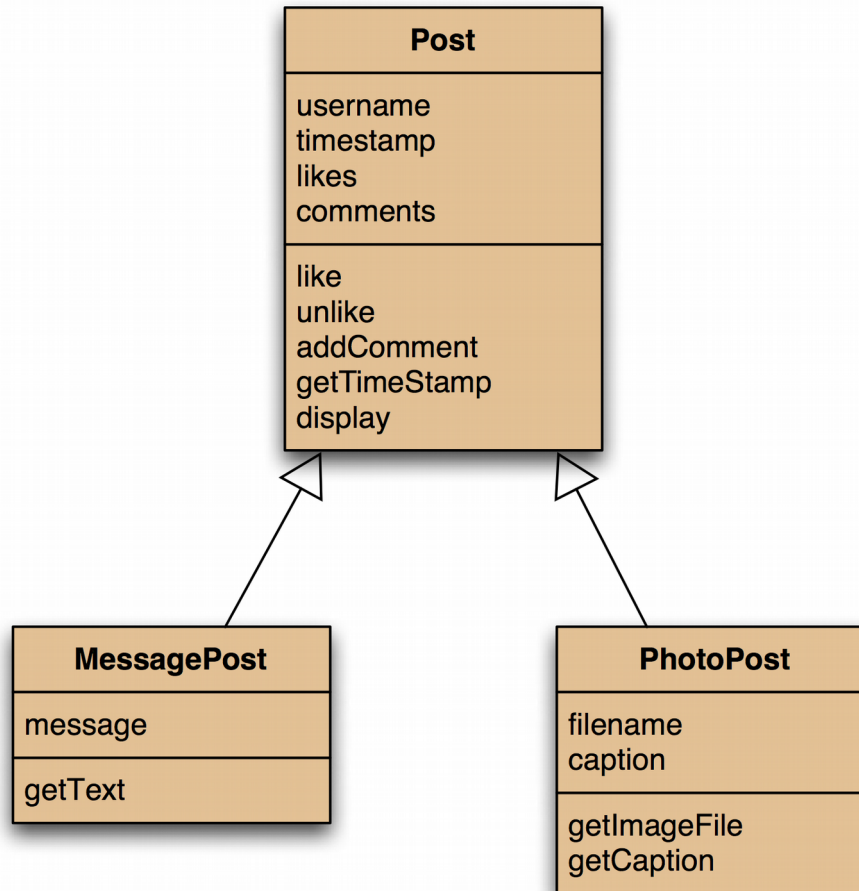 Post
username
timestamp
likes
comments
like
unlike
addComment
getTimeStamp
display
MessagePost
message
getText
PhotoPost
filename
caption
getImageFile
getCaption